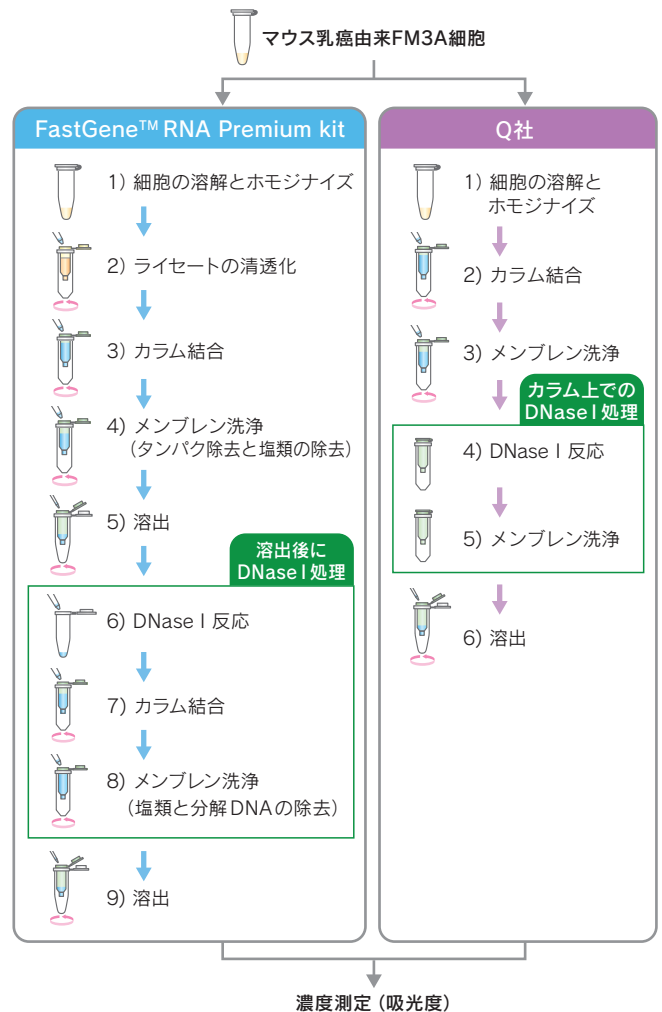 マウス乳癌由来FM3A細胞
FastGene™ RNA Premium kit
1) 細胞の溶解とホモジナイズ
2) ライセートの清透化
3) カラム結合
4) メンブレン洗浄
（タンパク除去と塩類の除去）
5) 溶出
溶出後に
DNase I 処理
6) DNase I 反応
7) カラム結合
8) メンブレン洗浄
（塩類と分解DNAの除去）
9) 溶出
Q社
1) 細胞の溶解と
ホモジナイズ
2) カラム結合
3) メンブレン洗浄
カラム上での
DNase I 処理
4) DNase I 反応
5) メンブレン洗浄
6) 溶出
濃度測定（吸光度）